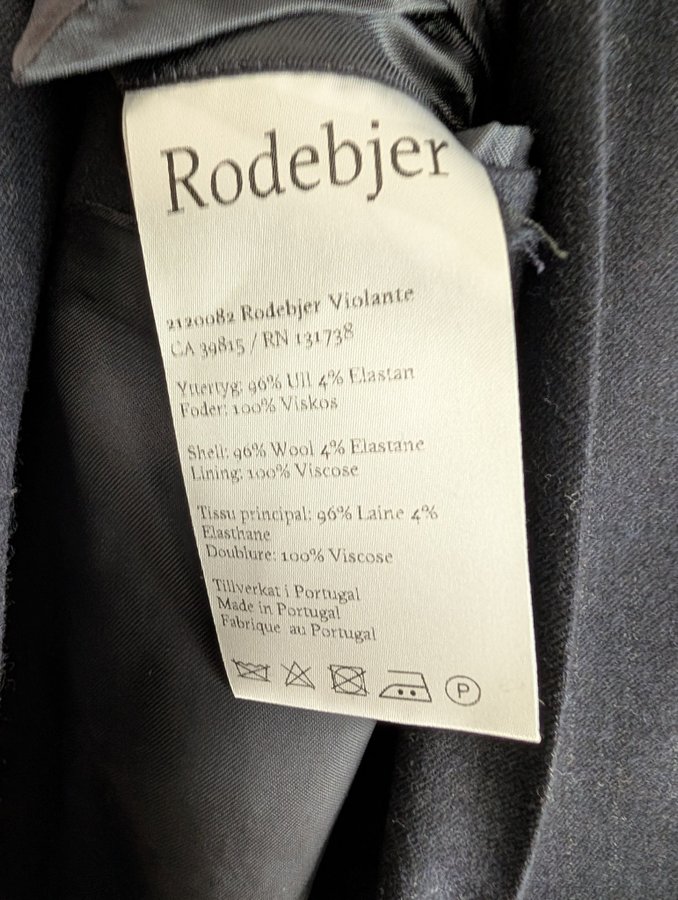 Rodebjer
2120082 Rodebjer Violante
CA 39815 / RN 131738
Yttertyg: 96% Ull 4% Elastan
Foder: 100% Viskos
Shell: 96% Wool 4% Elastane
Lining: 100% Viscose
Tissu principal: 96% Laine 4%
Elasthane
Doublure: 100% Viscose
Tillverkat i Portugal
Made in Portugal
Fabrique au Portugal
P